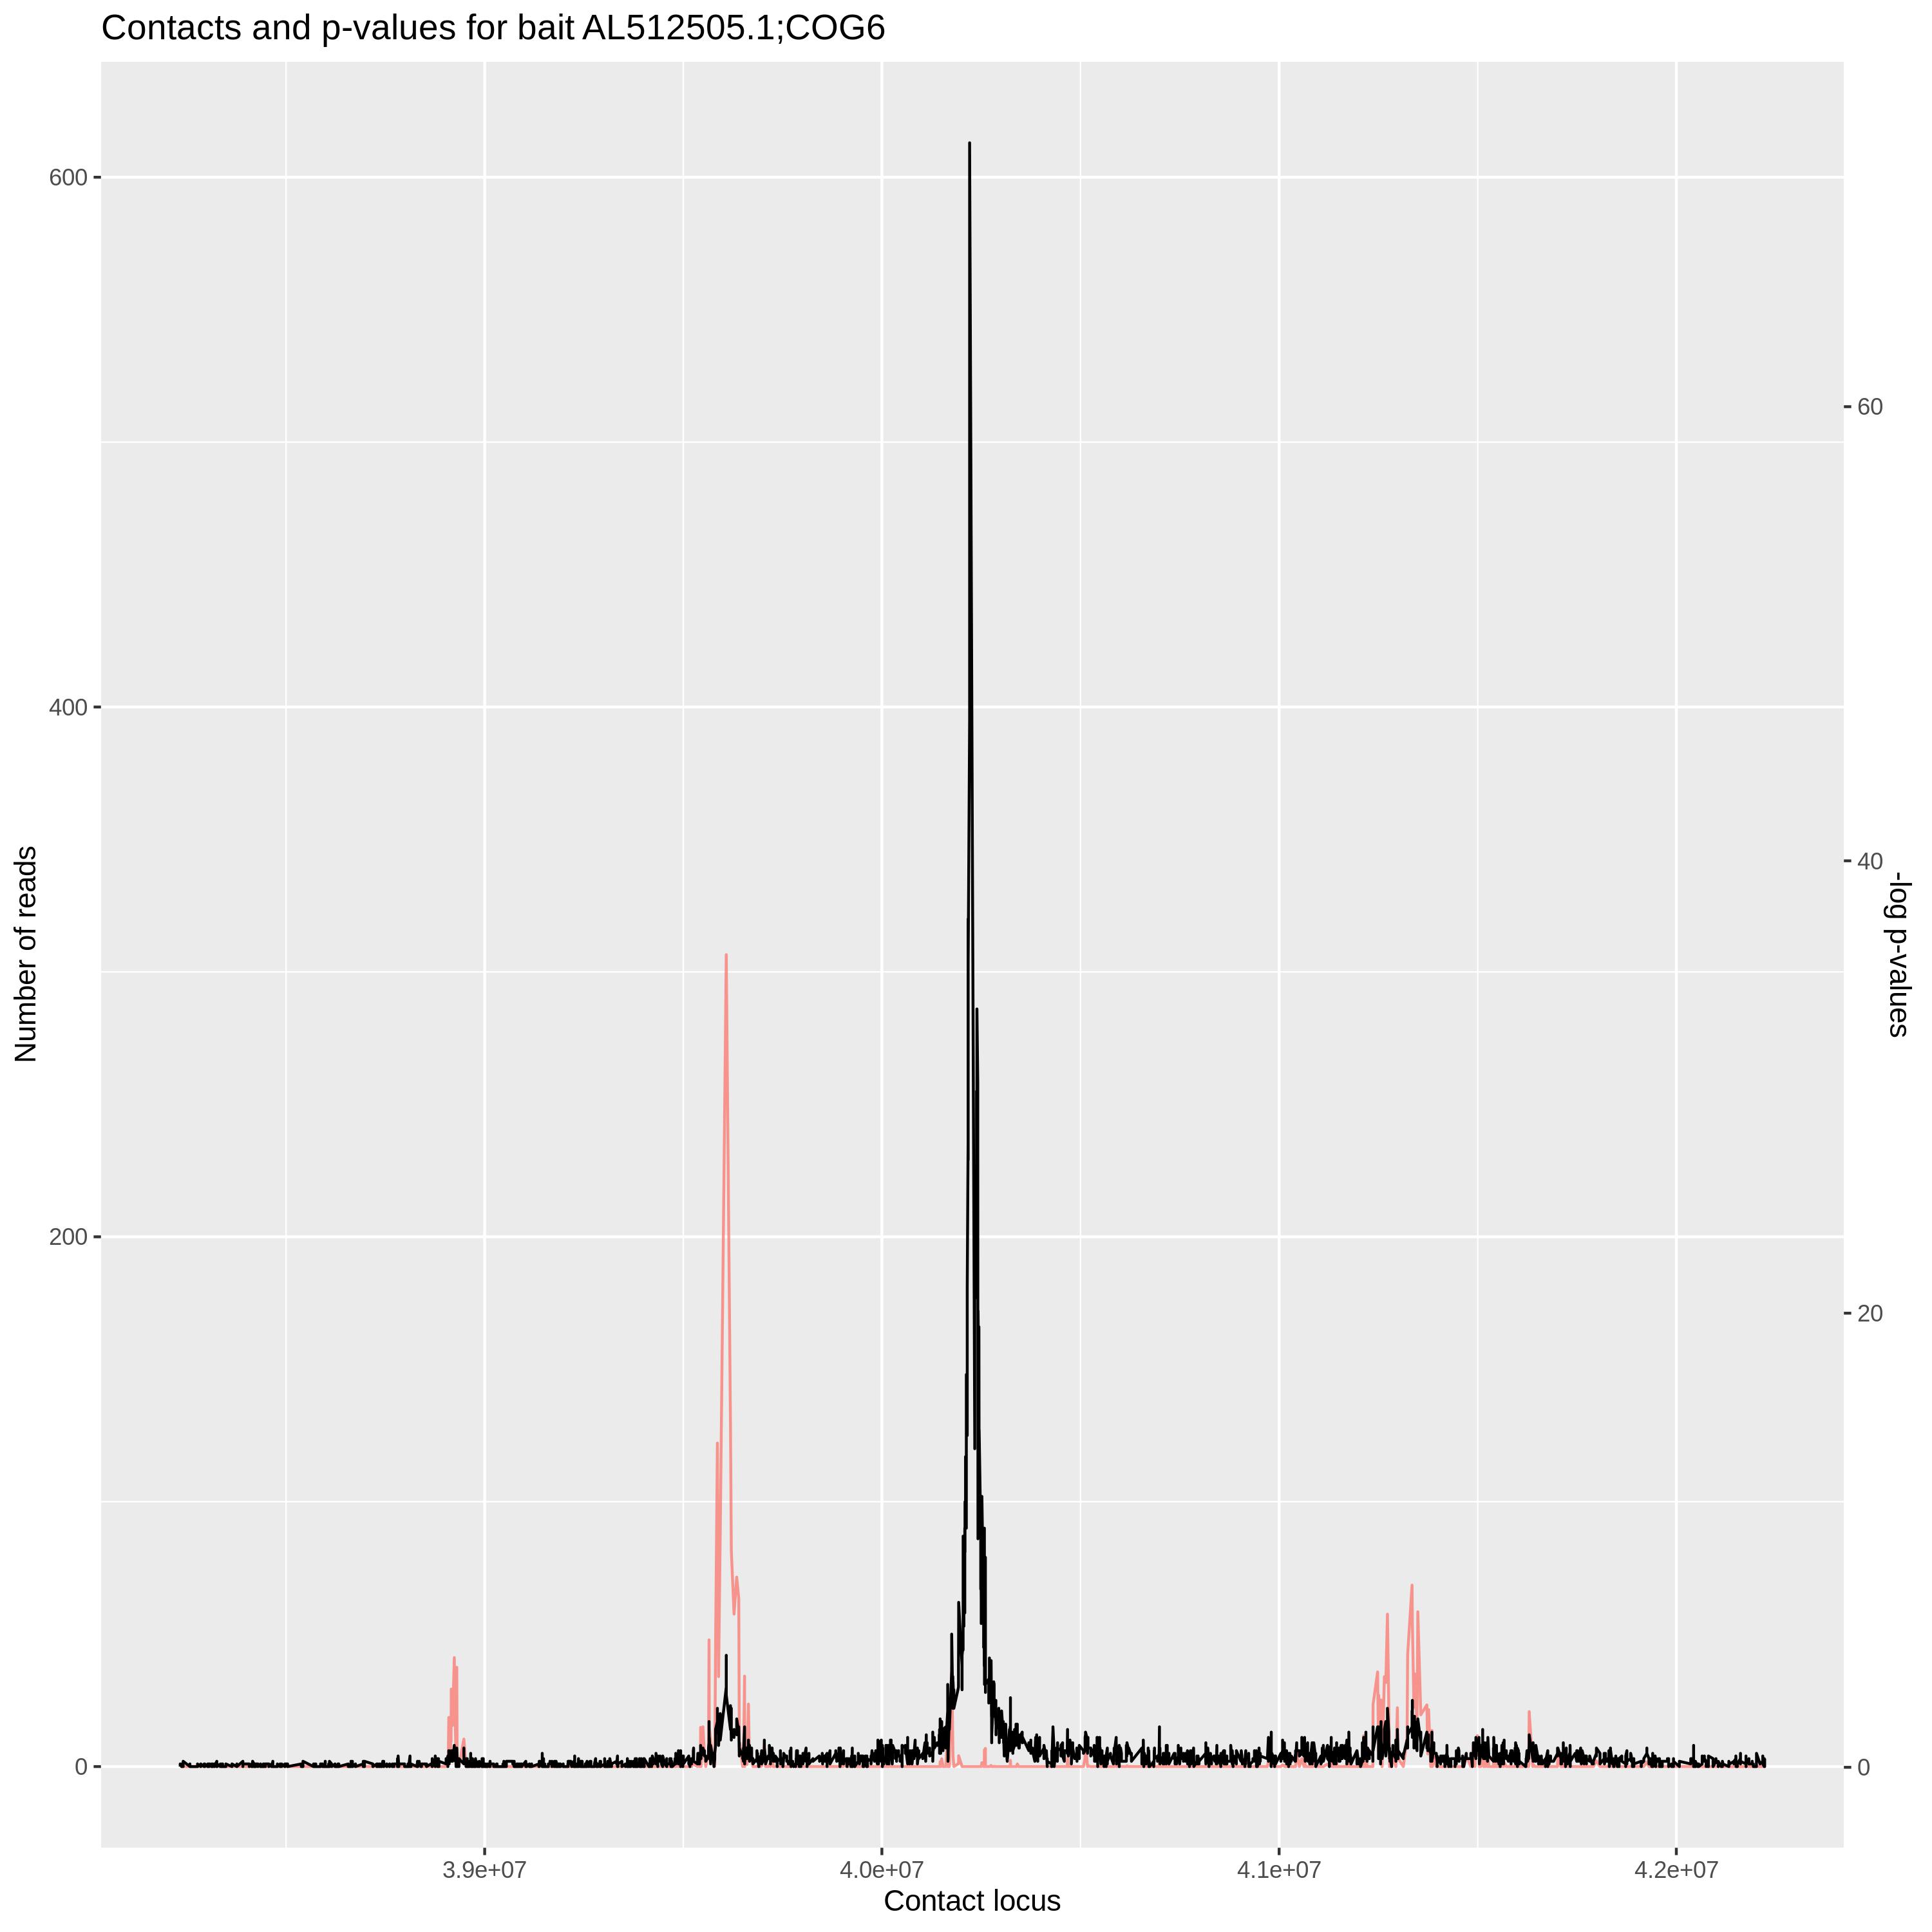 Contacts and p-values for bait AL512505.1;COG6
600
400
200
0
60
40
20
0
Number of reads
-log p-values
3.9e+07
4.0e+07
4.1e+07
4.2e+07
Contact locus